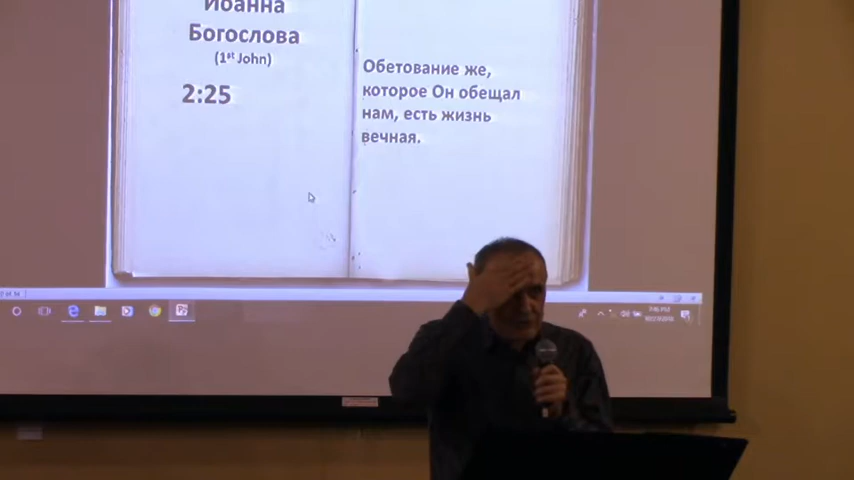 Иоанна
Богослова
(1st John)
2:25
Обетование же,
которое Он обещал
нам, есть жизнь
вечная.